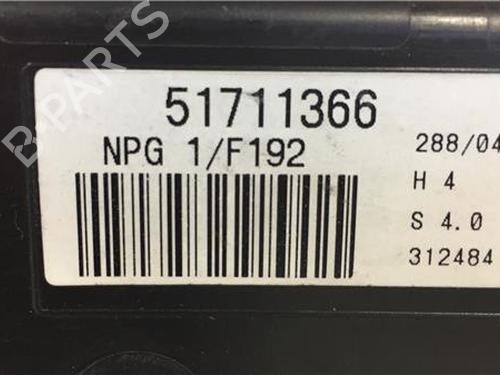 B-PARTS
51711366
NPG 1/F192
288/04
H 4
S 4.0
312484